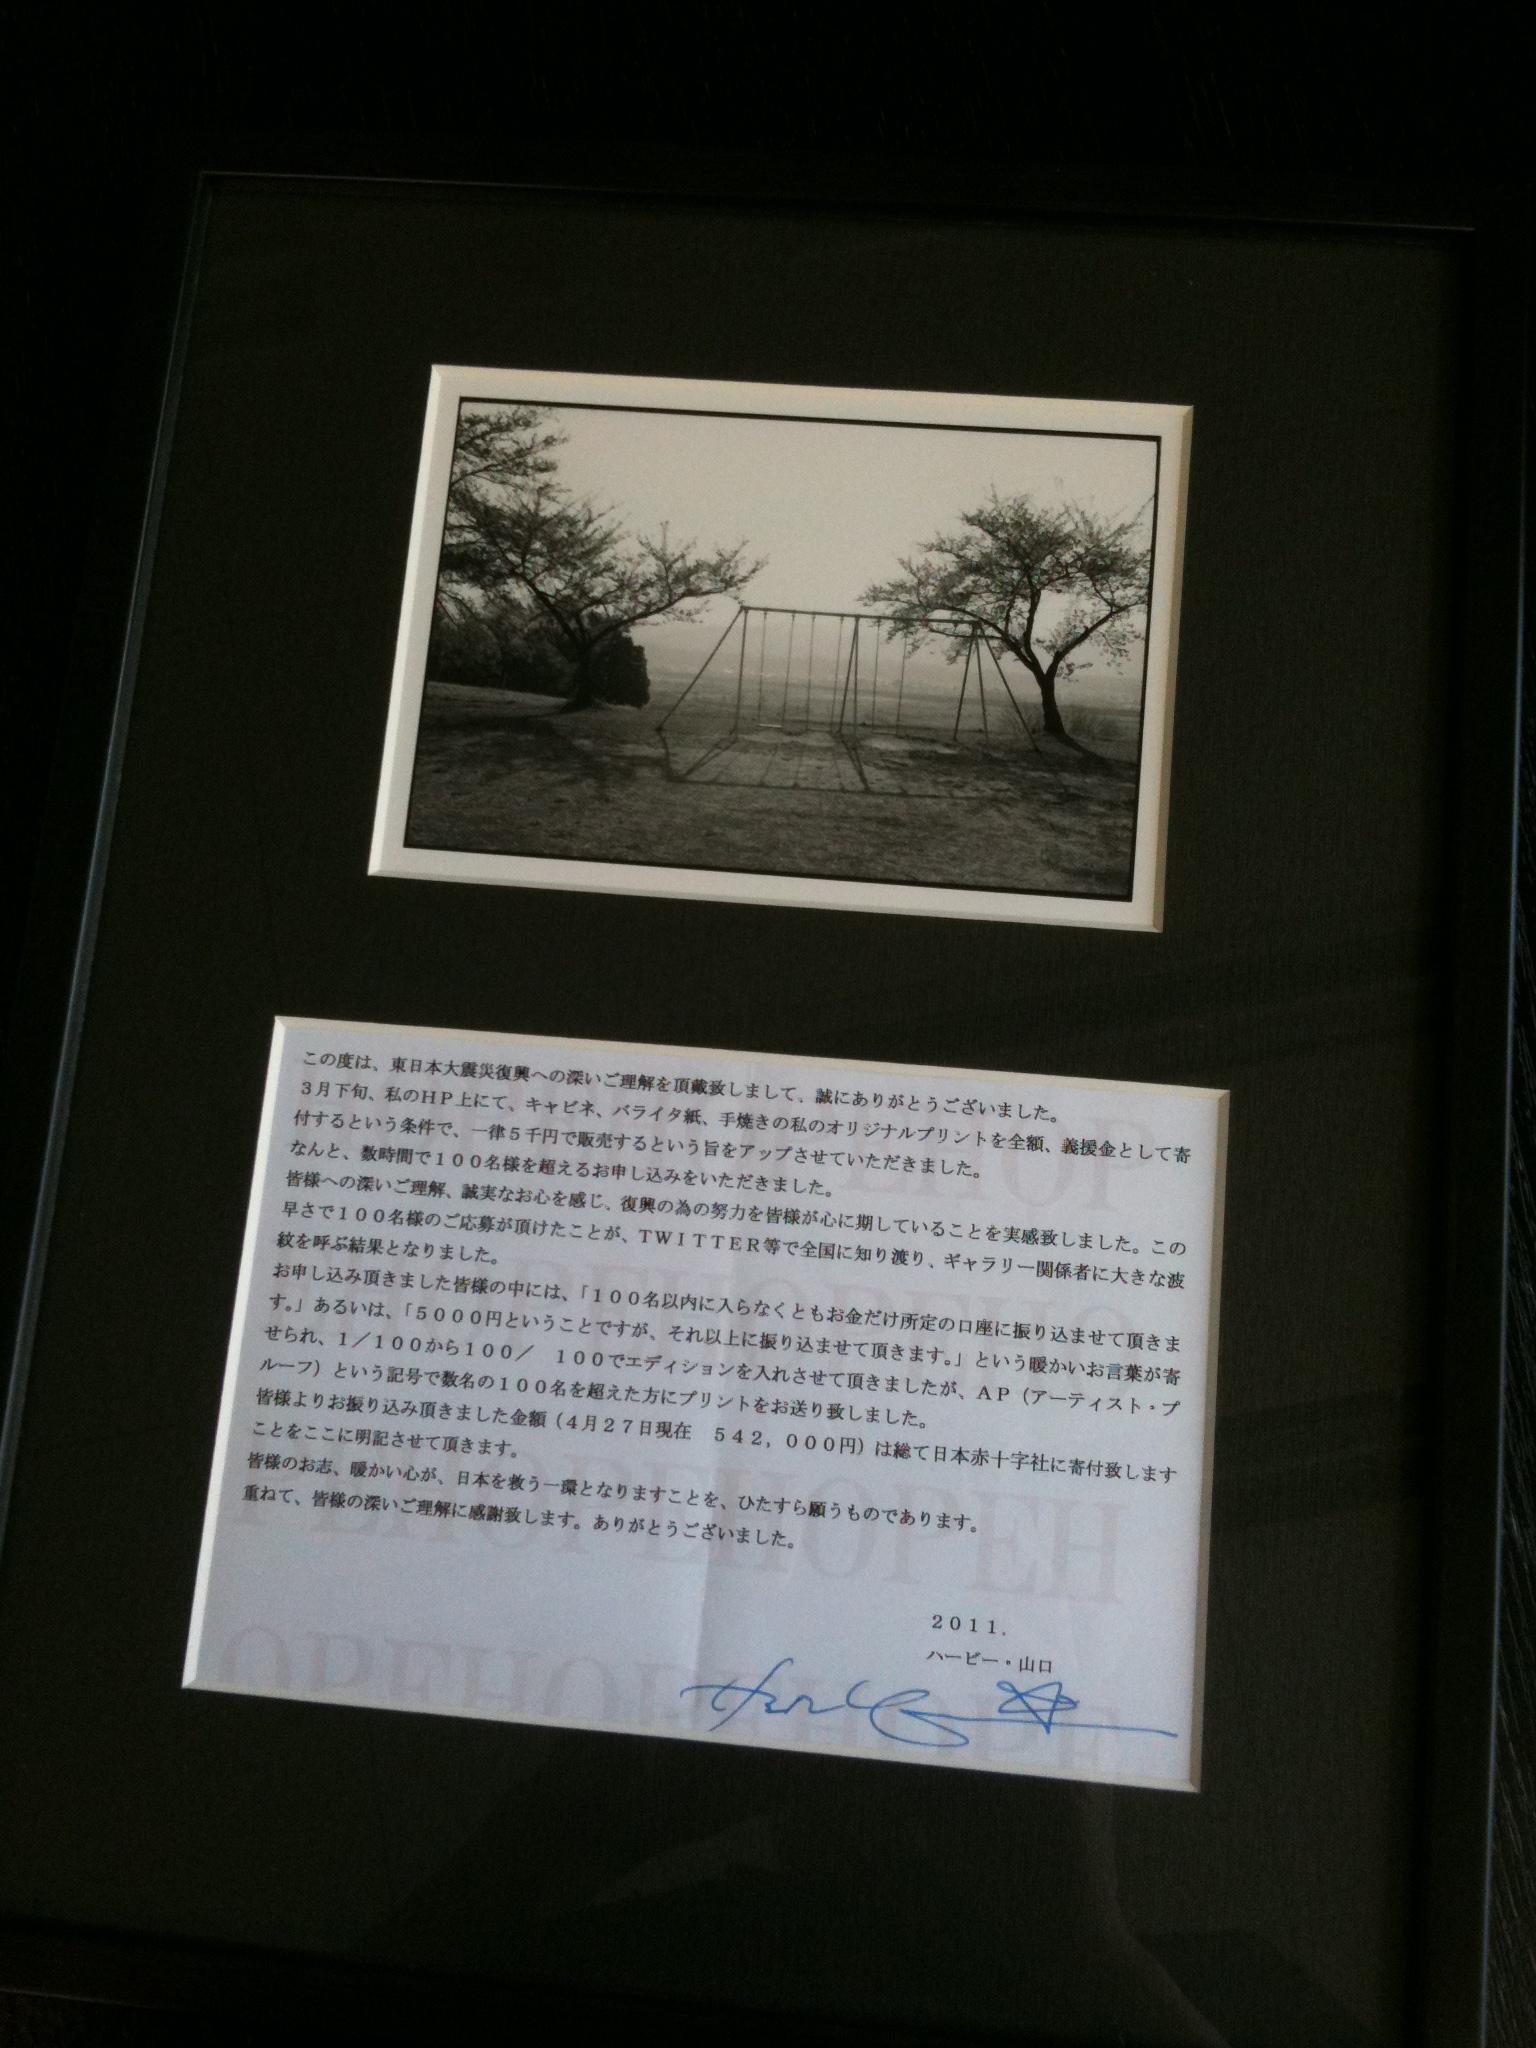 この度は、東日本大震災復興への深いご理解を頂戴致しまして、誠にありがとうございました。
3月下旬、私のHP上にて、キャビネ、バライタ紙、手焼きの私のオリジナルプリントを全額、義援金として寄
付するという条件で、一律5千円で販売するという旨をアップさせていただきました。
なんと、数時間で100名様を超えるお申し込みをいただきました。
皆様への深いご理解、誠実なお心を感じ、復興の為の努力を皆様が心に期していることを実感致しました。この
早さで100名様のご応募が頂けたことが、TWITTER等で全国に知り渡り、ギャラリー関係者に大きな波
紋を呼ぶ結果となりました。
お申し込み頂きました皆様の中には、「100名以内に入らなくともお金だけ所定の口座に振り込ませて頂きま
す。」あるいは、「5000円ということですが、それ以上に振り込ませて頂きます。」という暖かいお言葉が寄
せられ、1/100から100/ 100でエディションを入れさせて頂きましたが、AP(アーティスト・プ
ルーフ)という記号で数名の100名を超えた方にプリントをお送り致しました。
皆様よりお振り込み頂きました金額(4月27日現在 542,000円)は総て日本赤十字社に寄付致します
ことをここに明記させて頂きます。
皆様のお志、暖かい心が、日本を救う一環となりますことを、ひたすら願うものであります。
重ねて、皆様の深いご理解に感謝致します。ありがとうございました。
2011.
ハービー・山口